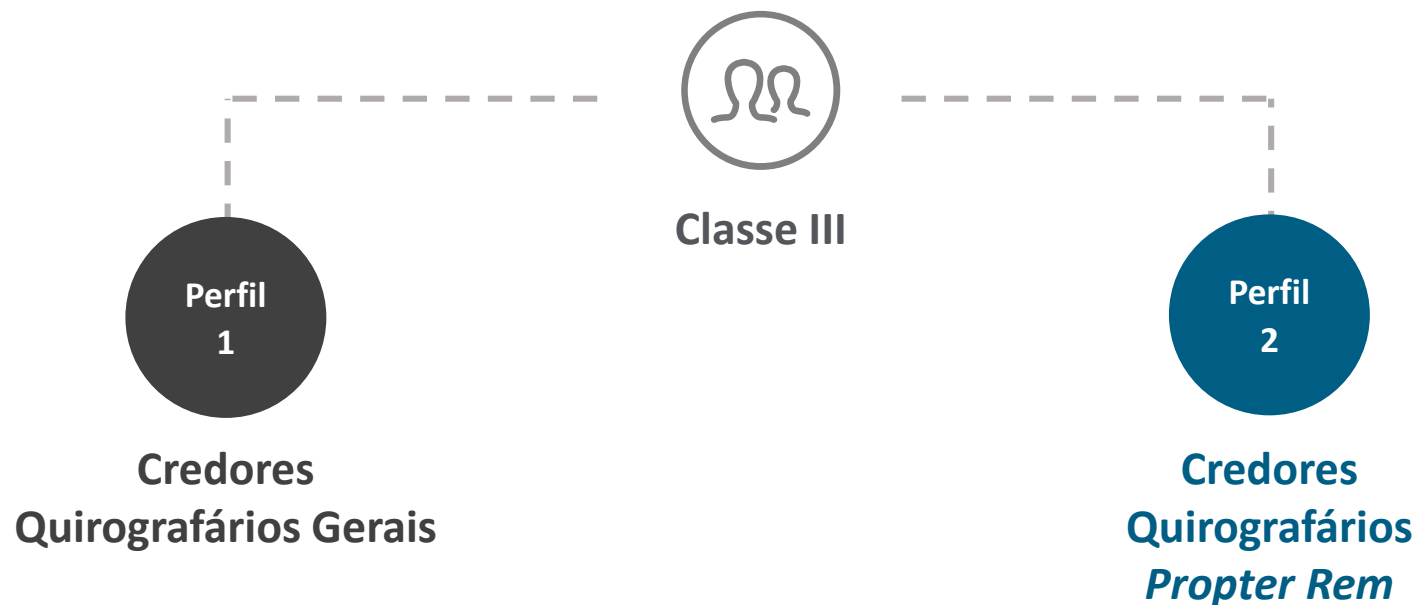 Classe III
Perfil
1
Credores
Quirografários Gerais
Perfil
2
Credores
Quirografários
Propter Rem